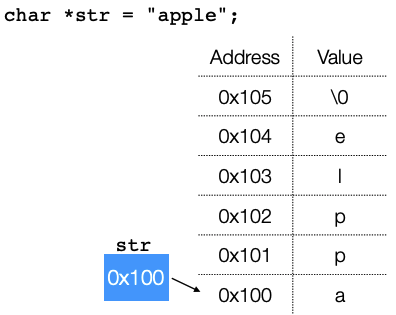 char *str = "apple";
Address Value
0x105 \0
0x104 e
0x103 l
0x102 p
0x101 p
str
0x100
0x100 a